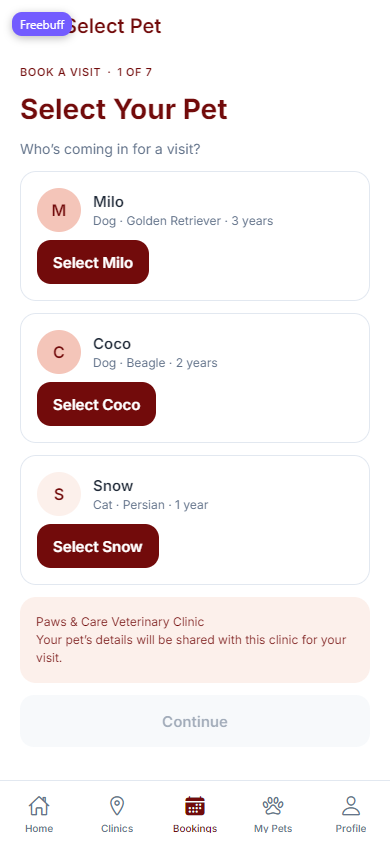 Freebuff
Select Pet
BOOK A VISIT · 1 OF 7
Select Your Pet
Who's coming in for a visit?
M
Milo
Dog · Golden Retriever · 3 years
Select Milo
C
Coco
Dog · Beagle · 2 years
Select Coco
S
Snow
Cat · Persian · 1 year
Select Snow
Paws & Care Veterinary Clinic
Your pet's details will be shared with this clinic for your
visit.
Continue
Home
Clinics
Bookings
My Pets
Profile